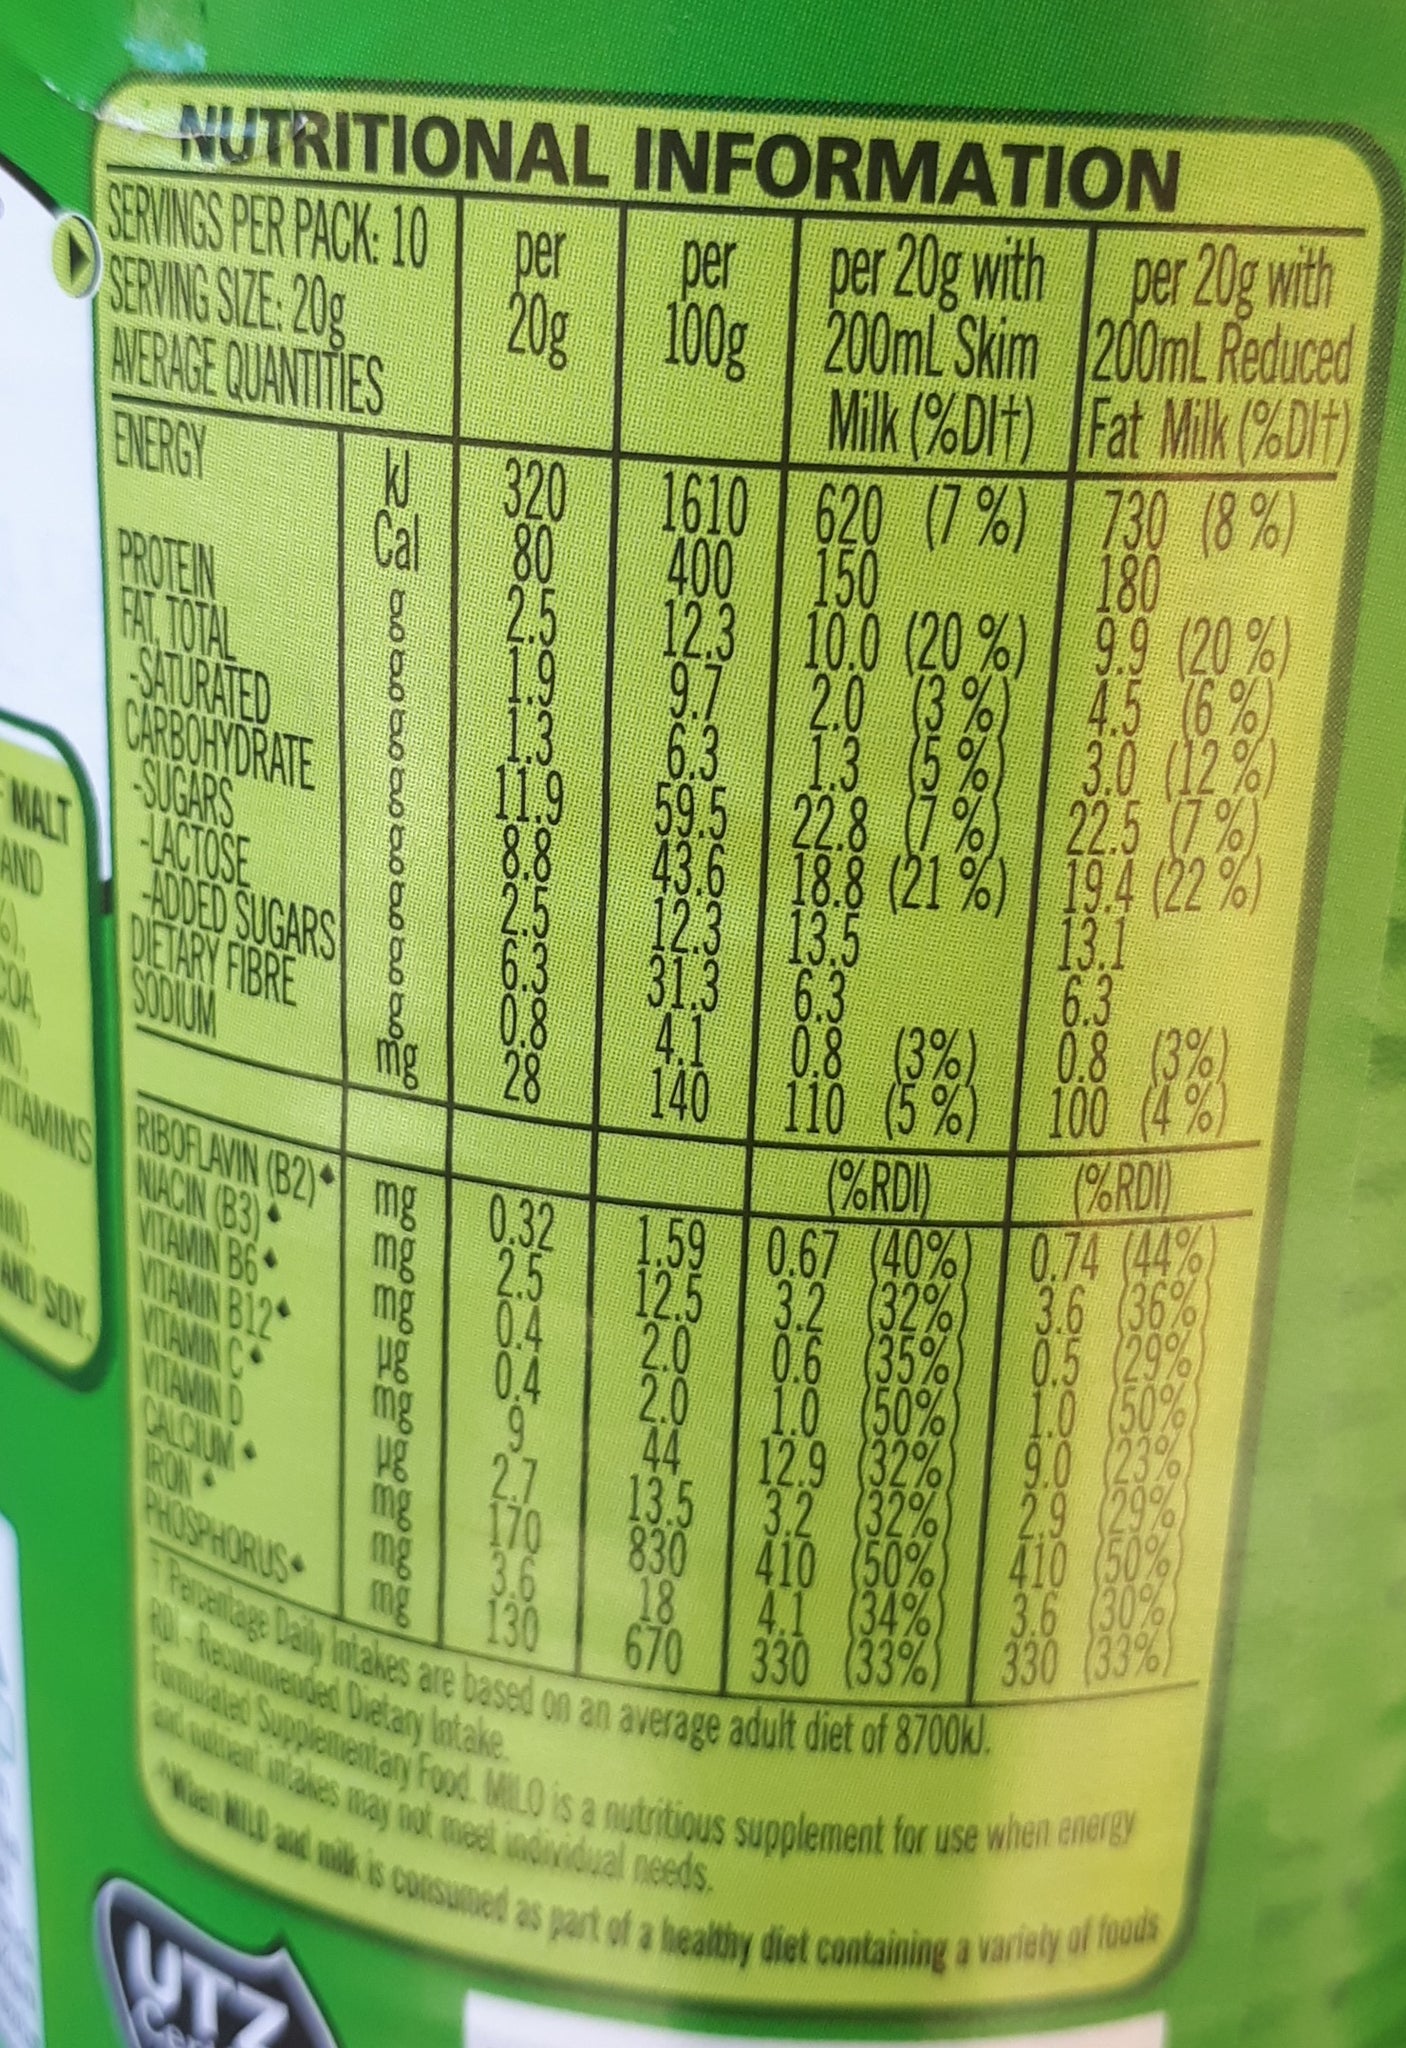 NUTRITIONAL INFORMATION
SERVINGS PER PACK: 10
SERVING SIZE: 20g
AVERAGE QUANTITIES
per 20g
per 100g
per 20g with 200mL Skim Milk (%DI†)
per 20g with 200mL Reduced Fat Milk (%DI†)
ENERGY kJ 320 1610 620 (7 %) 730 (8 %)
Cal 80 400 150 180
PROTEIN g 2.5 12.3 10.0 (20 %) 9.9 (20 %)
FAT, TOTAL g 1.9 9.7 2.0 (3 %) 4.5 (6 %)
-SATURATED g 1.3 6.3 1.3 (5 %) 3.0 (12 %)
CARBOHYDRATE g 11.9 59.5 22.8 (7 %) 22.5 (7 %)
-SUGARS g 8.8 43.6 18.8 (21 %) 19.4 (22 %)
-LACTOSE g 2.5 12.3 13.5 13.1
-ADDED SUGARS g 6.3 31.3 6.3 6.3
DIETARY FIBRE g 0.8 4.1 0.8 (3%) 0.8 (3%)
SODIUM mg 28 140 110 (5 %) 100 (4 %)
(%RDI) (%RDI)
RIBOFLAVIN (B2)♦ mg 0.32 1.59 0.67 (40%) 0.74 (44%)
NIACIN (B3)♦ mg 2.5 12.5 3.2 (32%) 3.6 (36%)
VITAMIN B6♦ mg 0.4 2.0 0.6 (35%) 0.5 (29%)
VITAMIN B12♦ µg 0.4 2.0 1.0 (50%) 1.0 (50%)
VITAMIN C♦ mg 9 44 12.9 (32%) 9.0 (23%)
VITAMIN D µg 2.7 13.5 3.2 (32%) 2.9 (29%)
CALCIUM♦ mg 170 830 410 (50%) 410 (50%)
IRON♦ mg 3.6 18 4.1 (34%) 3.6 (30%)
PHOSPHORUS♦ mg 130 670 330 (33%) 330 (33%)
† Percentage Daily Intakes are based on an average adult diet of 8700kJ.
RDI - Recommended Dietary Intake.
Formulated Supplementary Food. MILO is a nutritious supplement for use when energy
and nutrient intakes may not meet individual needs.
When MILO and milk is consumed as part of a healthy diet containing a variety of foods
MALT
AND
COA,
VITAMINS
AND SOY.
UTZ